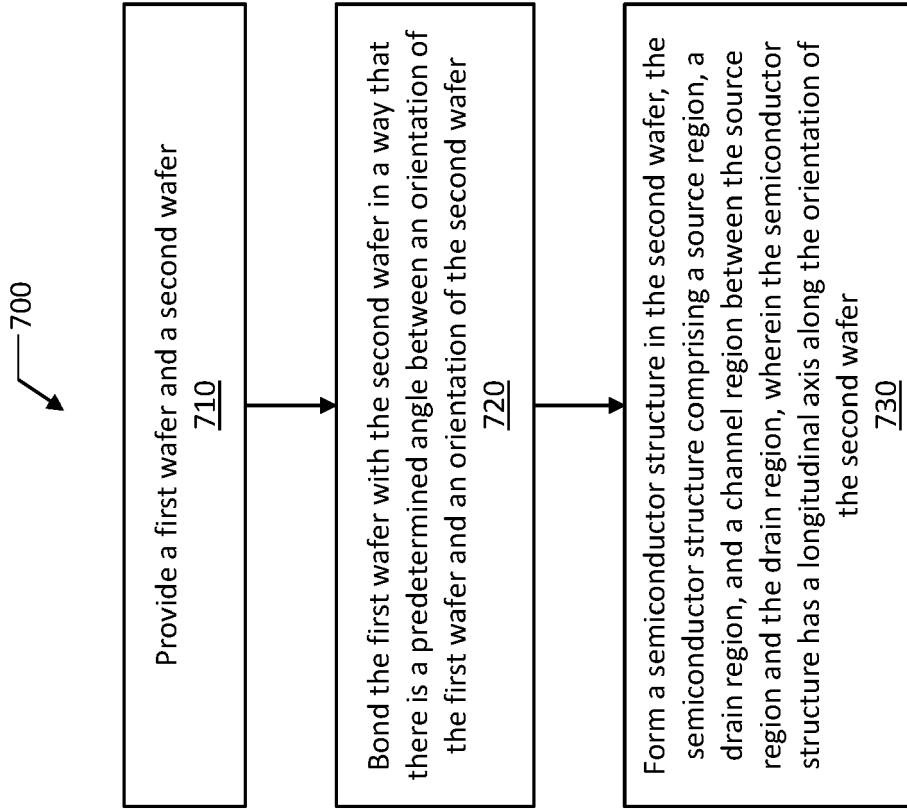 700
Provide a first wafer and a second wafer
710
Bond the first wafer with the second wafer in a way that
there is a predetermined angle between an orientation of
the first wafer and an orientation of the second wafer
720
Form a semiconductor structure in the second wafer, the
semiconductor structure comprising a source region, a
drain region, and a channel region between the source
region and the drain region, wherein the semiconductor
structure has a longitudinal axis along the orientation of
the second wafer
730